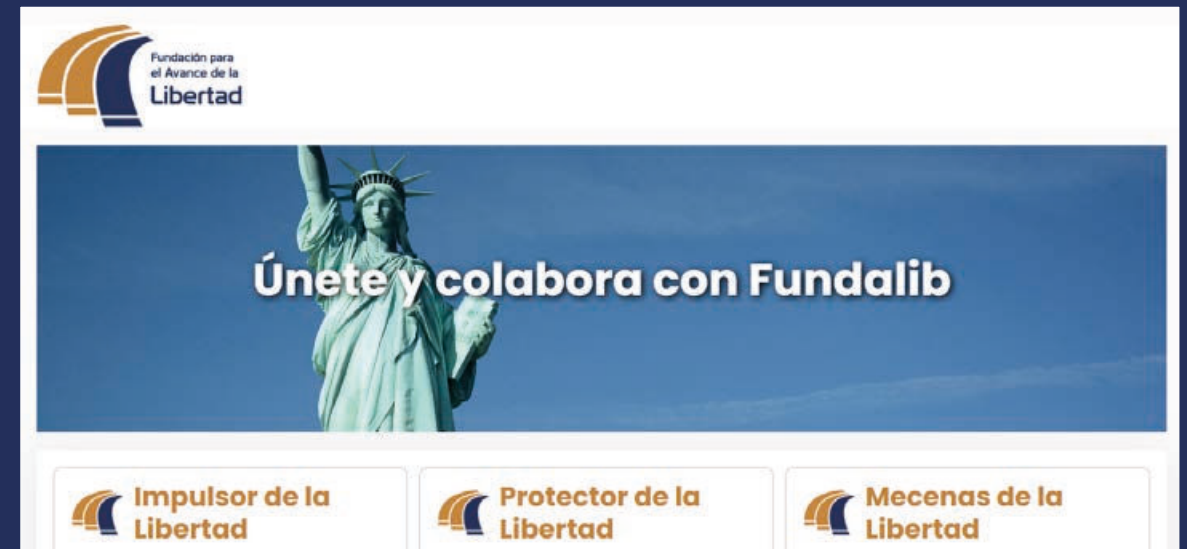 Fundación para
el Avance de la
Libertad
Únete y colabora con Fundalib
Impulsor de la
Libertad
Protector de la
Libertad
Mecenas de la
Libertad